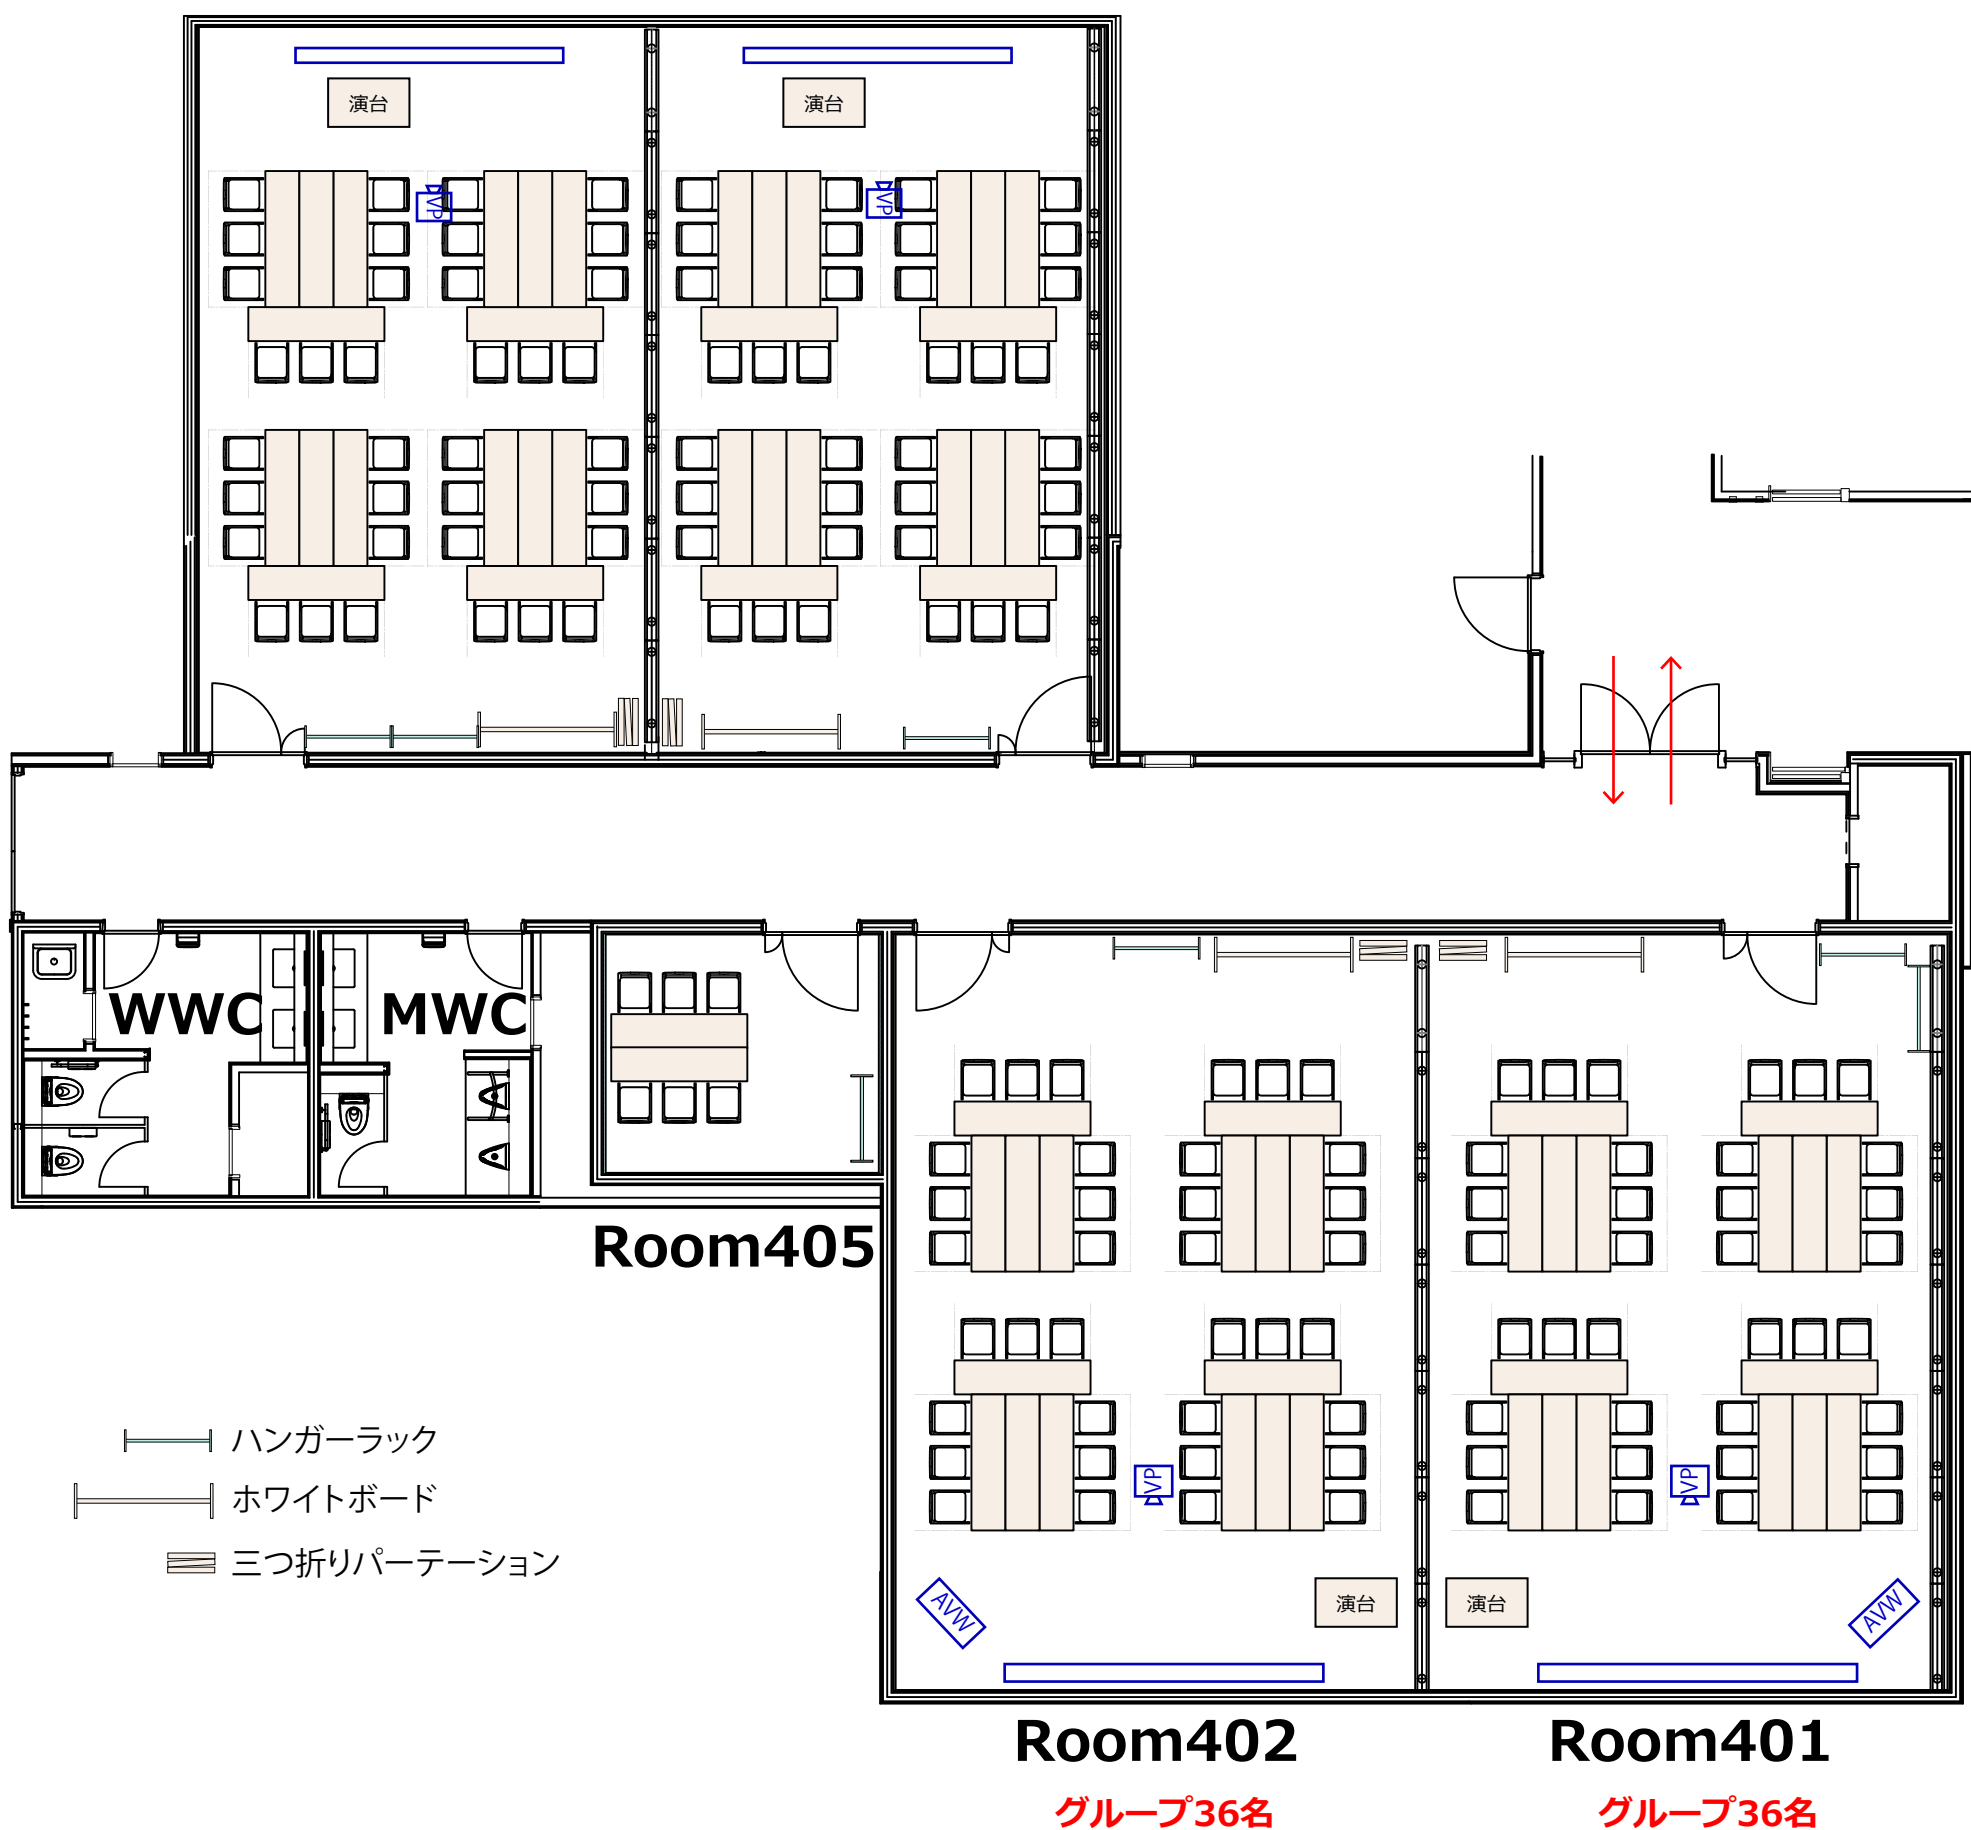 演台
演台
VP
VP
WWC
MWC
Room405
ハンガーラック
ホワイトボード
三つ折りパーテーション
VP
VP
AVW
演台
演台
AVW
Room402
Room401
グループ36名
グループ36名